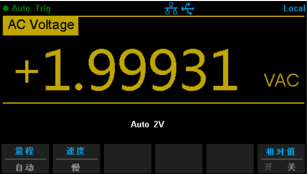 Auto Trig Local
AC Voltage
+1.99931 VAC
Auto 2V
量程 速度 相对值
自动 慢 开 关